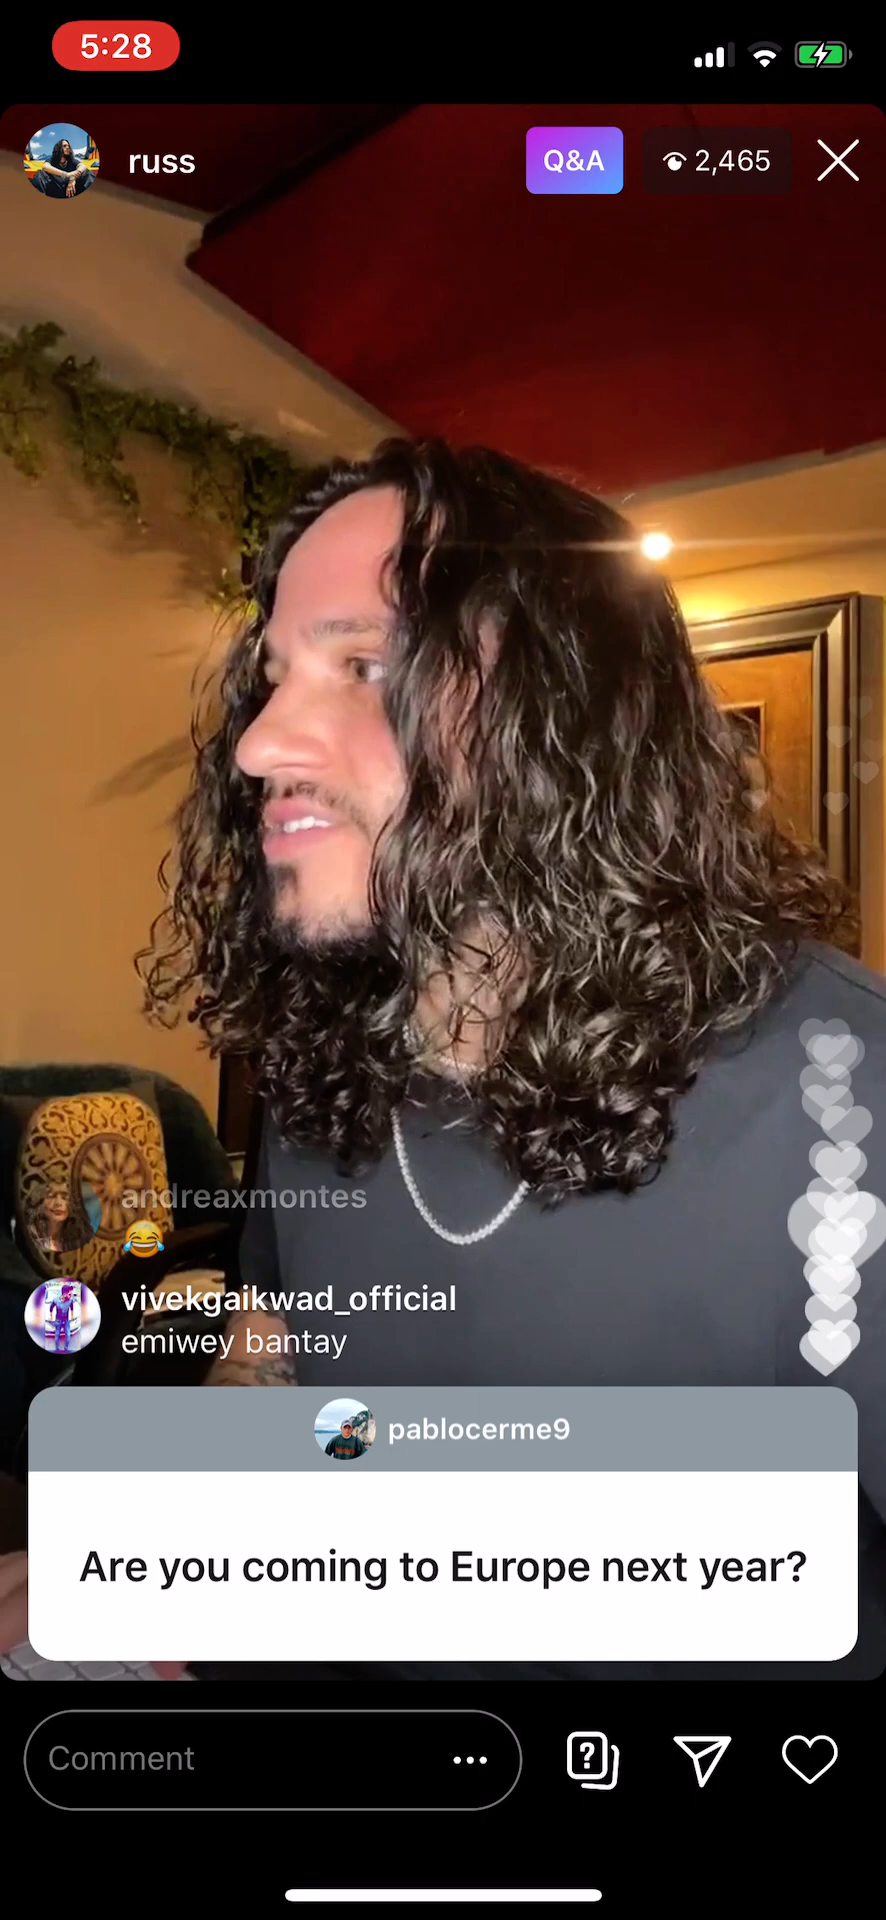 5:28
russ
Q&A
2,465
andreaxmontes
😂
vivekgaikwad_official
emiwey bantay
pablocerme9
Are you coming to Europe next year?
Comment